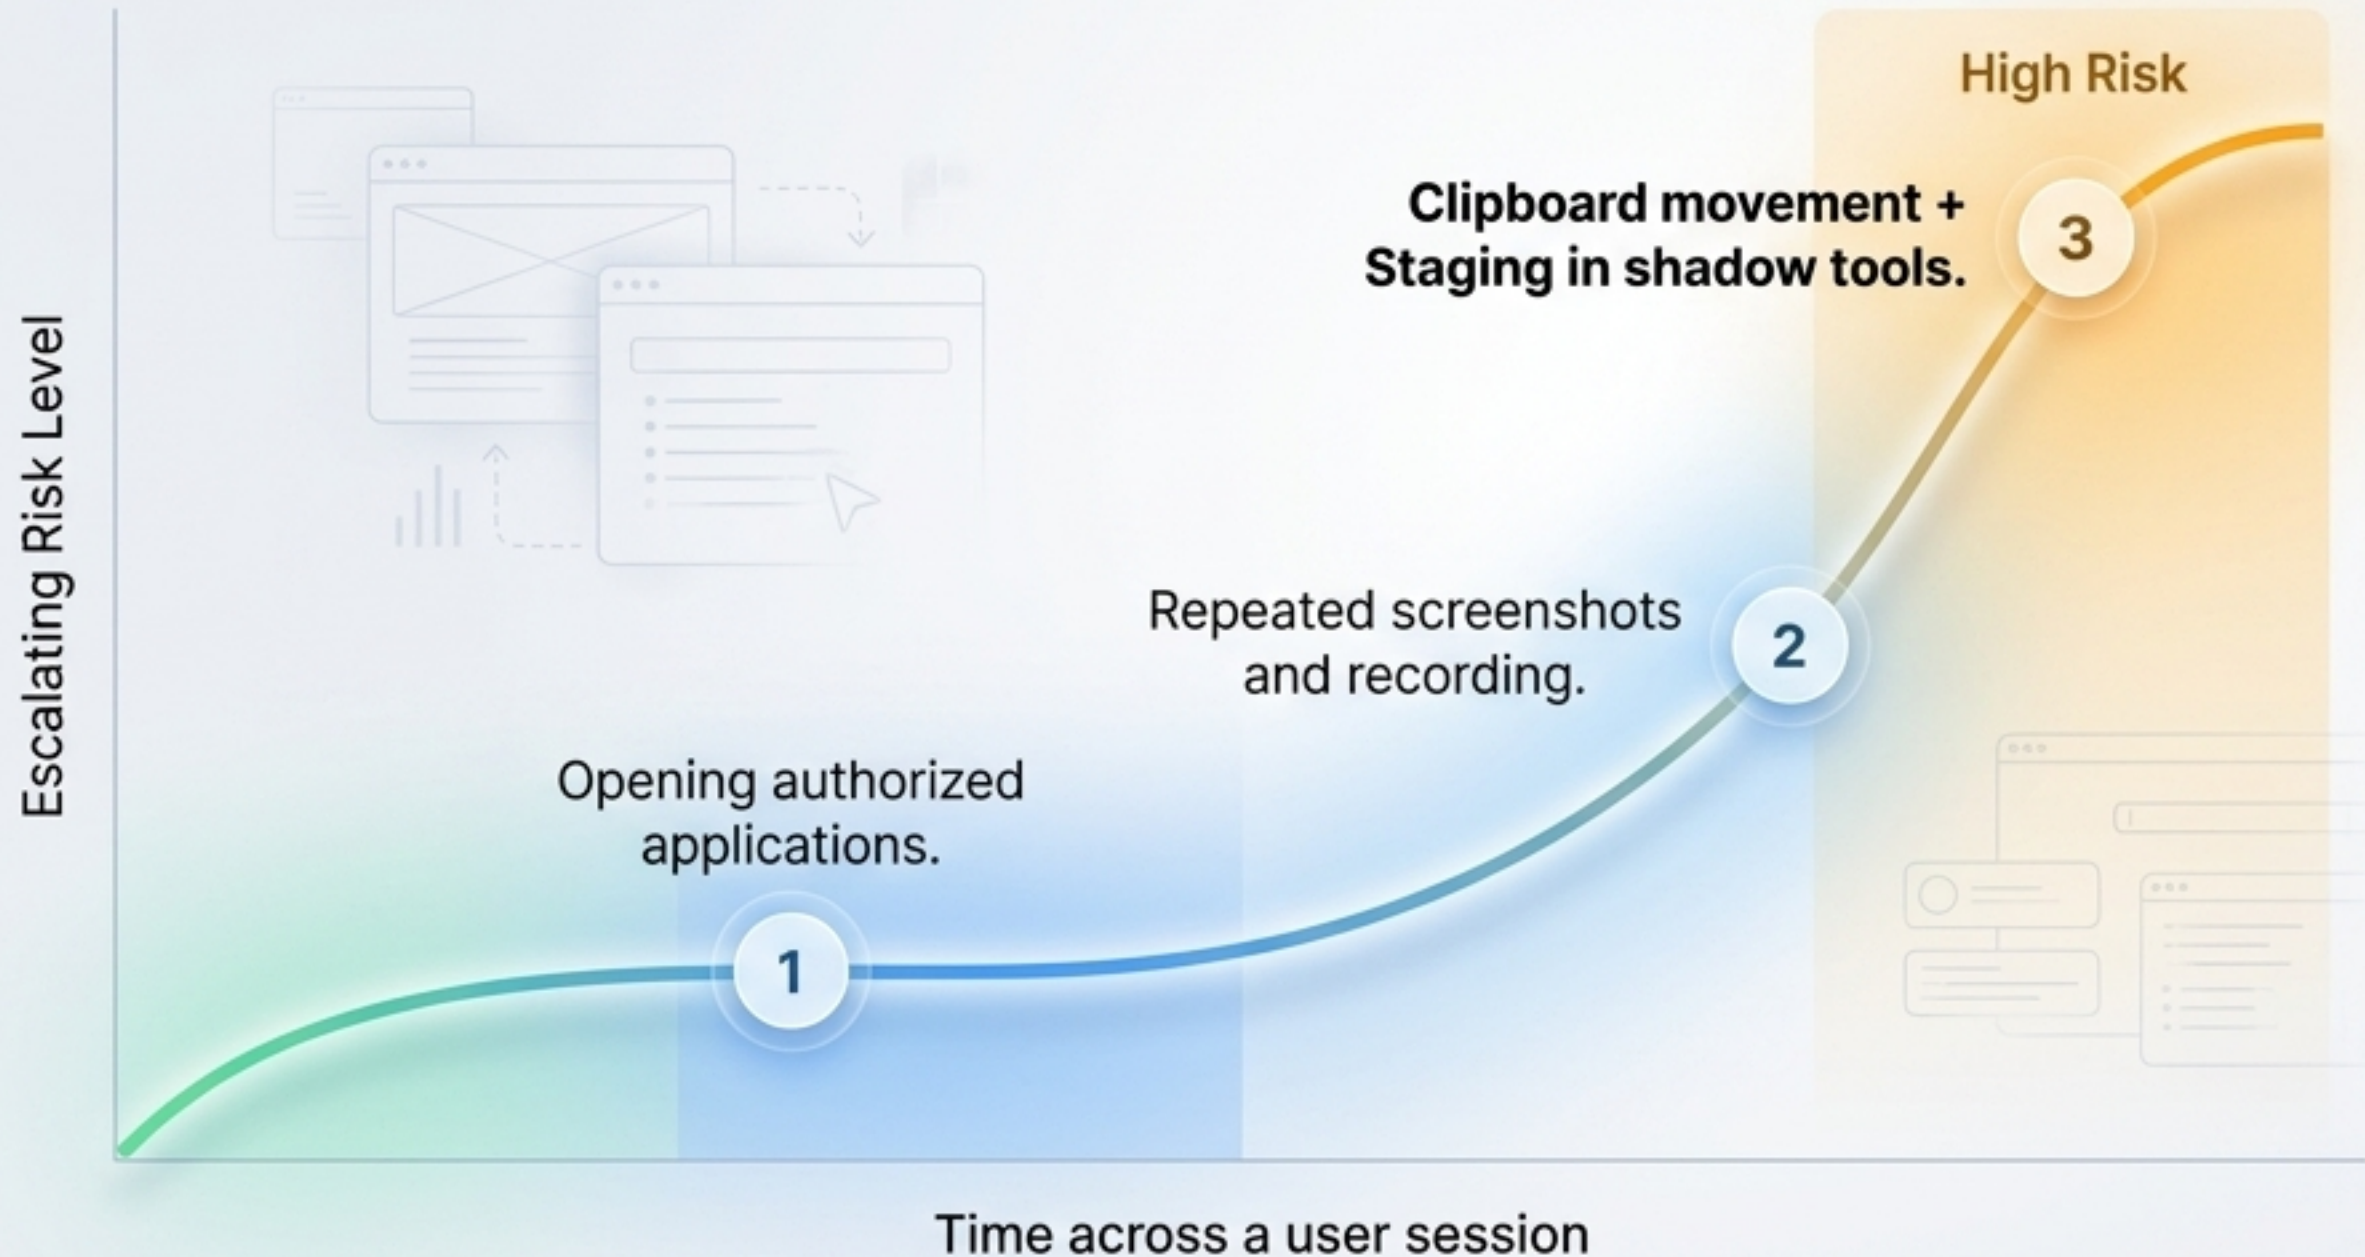 High Risk
Clipboard movement +
Staging in shadow tools.
3
Repeated screenshots
and recording.
2
Opening authorized
applications.
1
Escalating Risk Level
Time across a user session